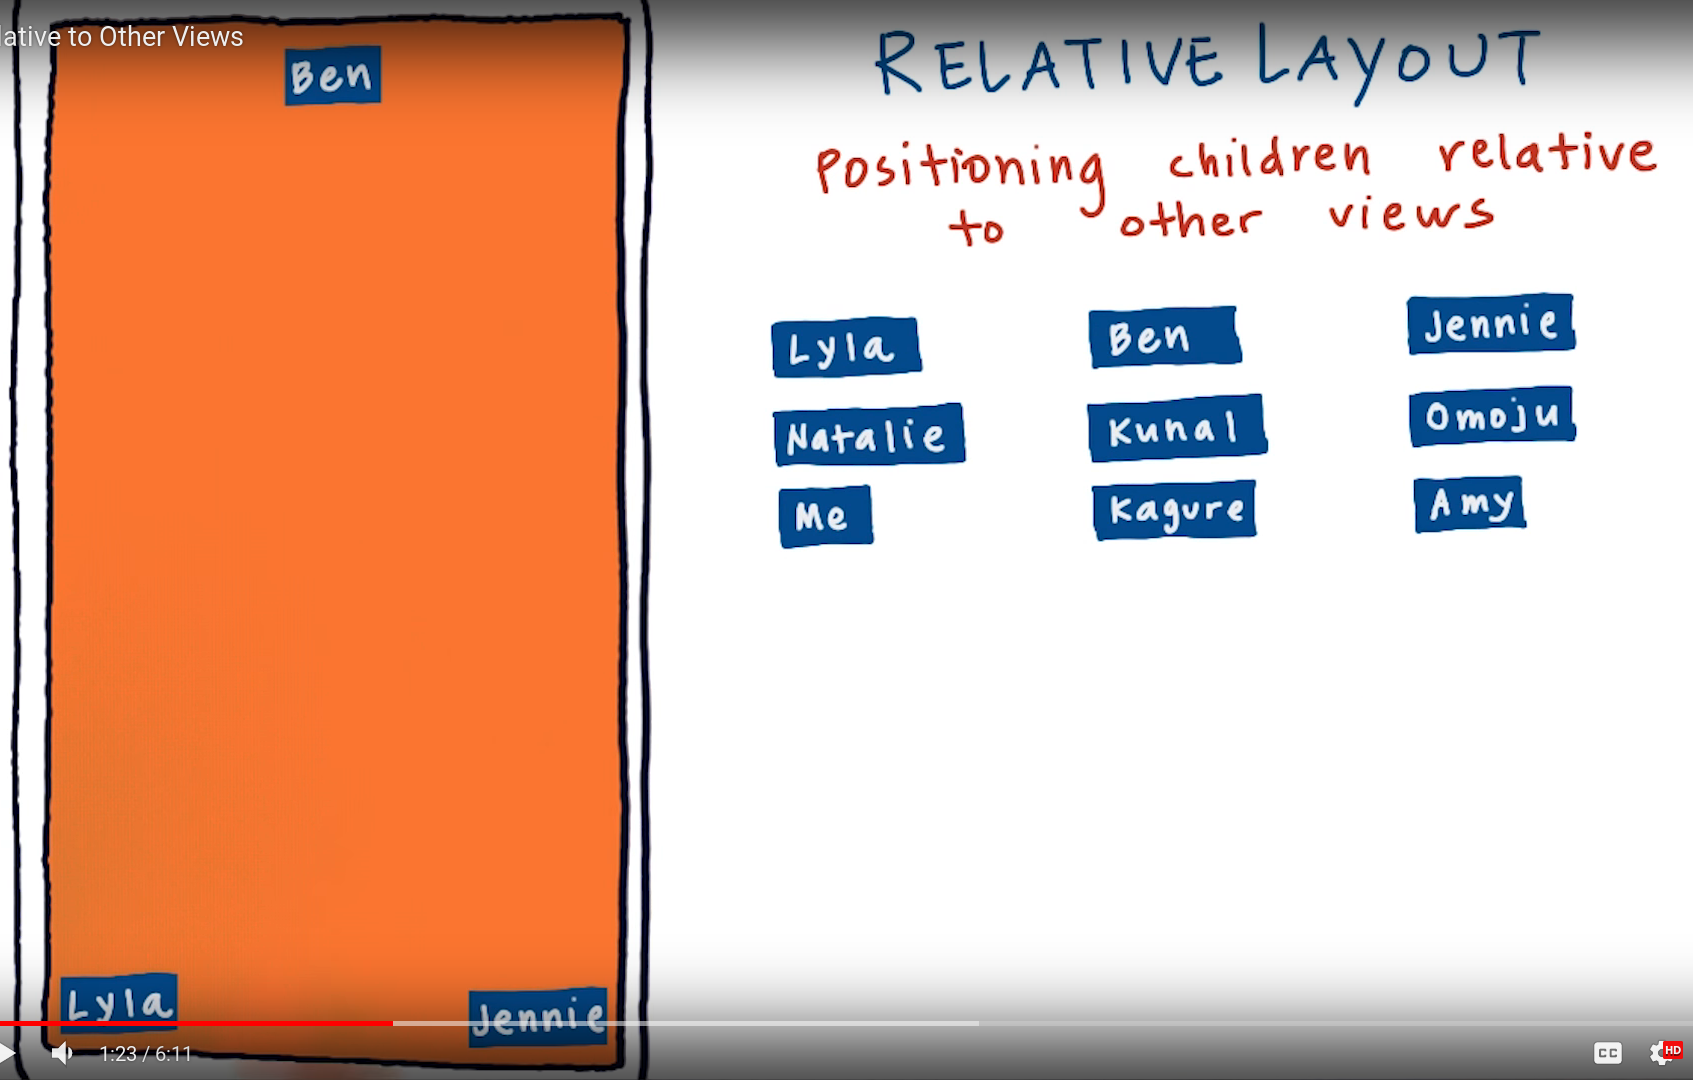 lative to Other Views
Ben
RELATIVE LAYOUT
Positioning children relative
to other views
Lyla Ben Jennie
Natalie Kunal Omoju
Me Kagure Amy
Lyla Jennie
1:23 / 6:11
CC HD